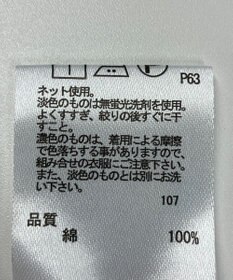 P63
ネット使用。
淡色のものは無蛍光洗剤を使用。
よくすすぎ、絞りの後すぐに干
すこと。
濃色のものは、着用による摩擦
で色落ちする事がありますので、
組み合せの衣服にご注意下さい。
また、淡色のものとは別にお洗
い下さい。
107
品質
綿 100%